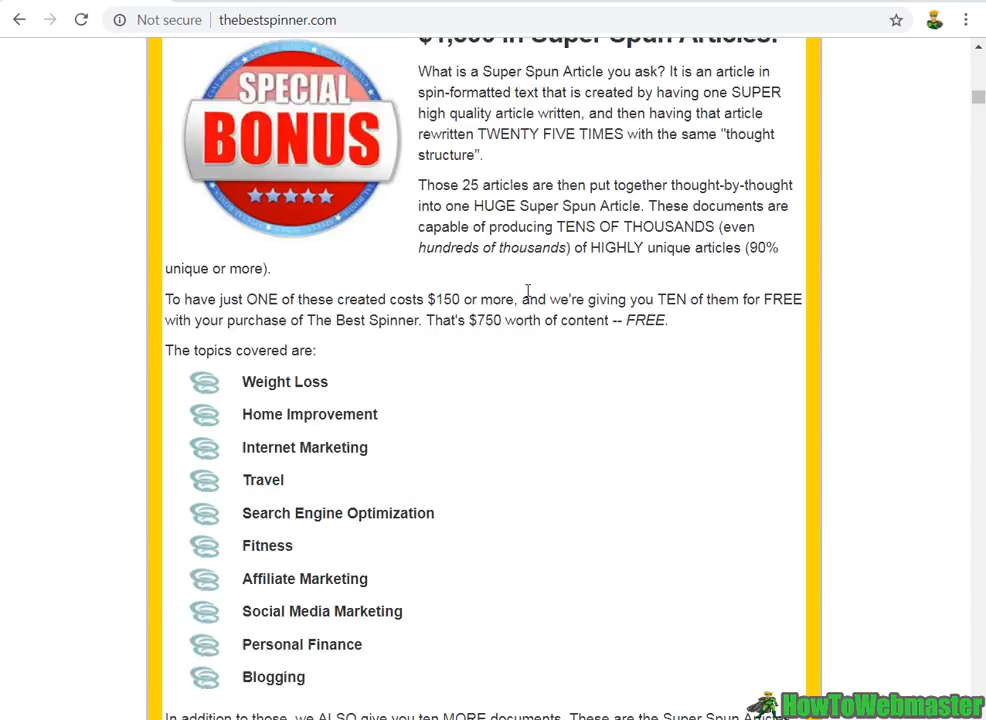 Not secure
thebestspinner.com
$1,500 in Super Spun Articles.
SPECIAL
BONUS
What is a Super Spun Article you ask? It is an article in
spin-formatted text that is created by having one SUPER
high quality article written, and then having that article
rewritten TWENTY FIVE TIMES with the same "thought
structure".
Those 25 articles are then put together thought-by-thought
into one HUGE Super Spun Article. These documents are
capable of producing TENS OF THOUSANDS (even
hundreds of thousands) of HIGHLY unique articles (90%
unique or more).
To have just ONE of these created costs $150 or more, and we're giving you TEN of them for FREE
with your purchase of The Best Spinner. That's $750 worth of content -- FREE.
The topics covered are:
Weight Loss
Home Improvement
Internet Marketing
Travel
Search Engine Optimization
Fitness
Affiliate Marketing
Social Media Marketing
Personal Finance
Blogging
In addition to those, we ALSO give you ten MORE documents. These are the Super Spun Articles
HowToWebmaster